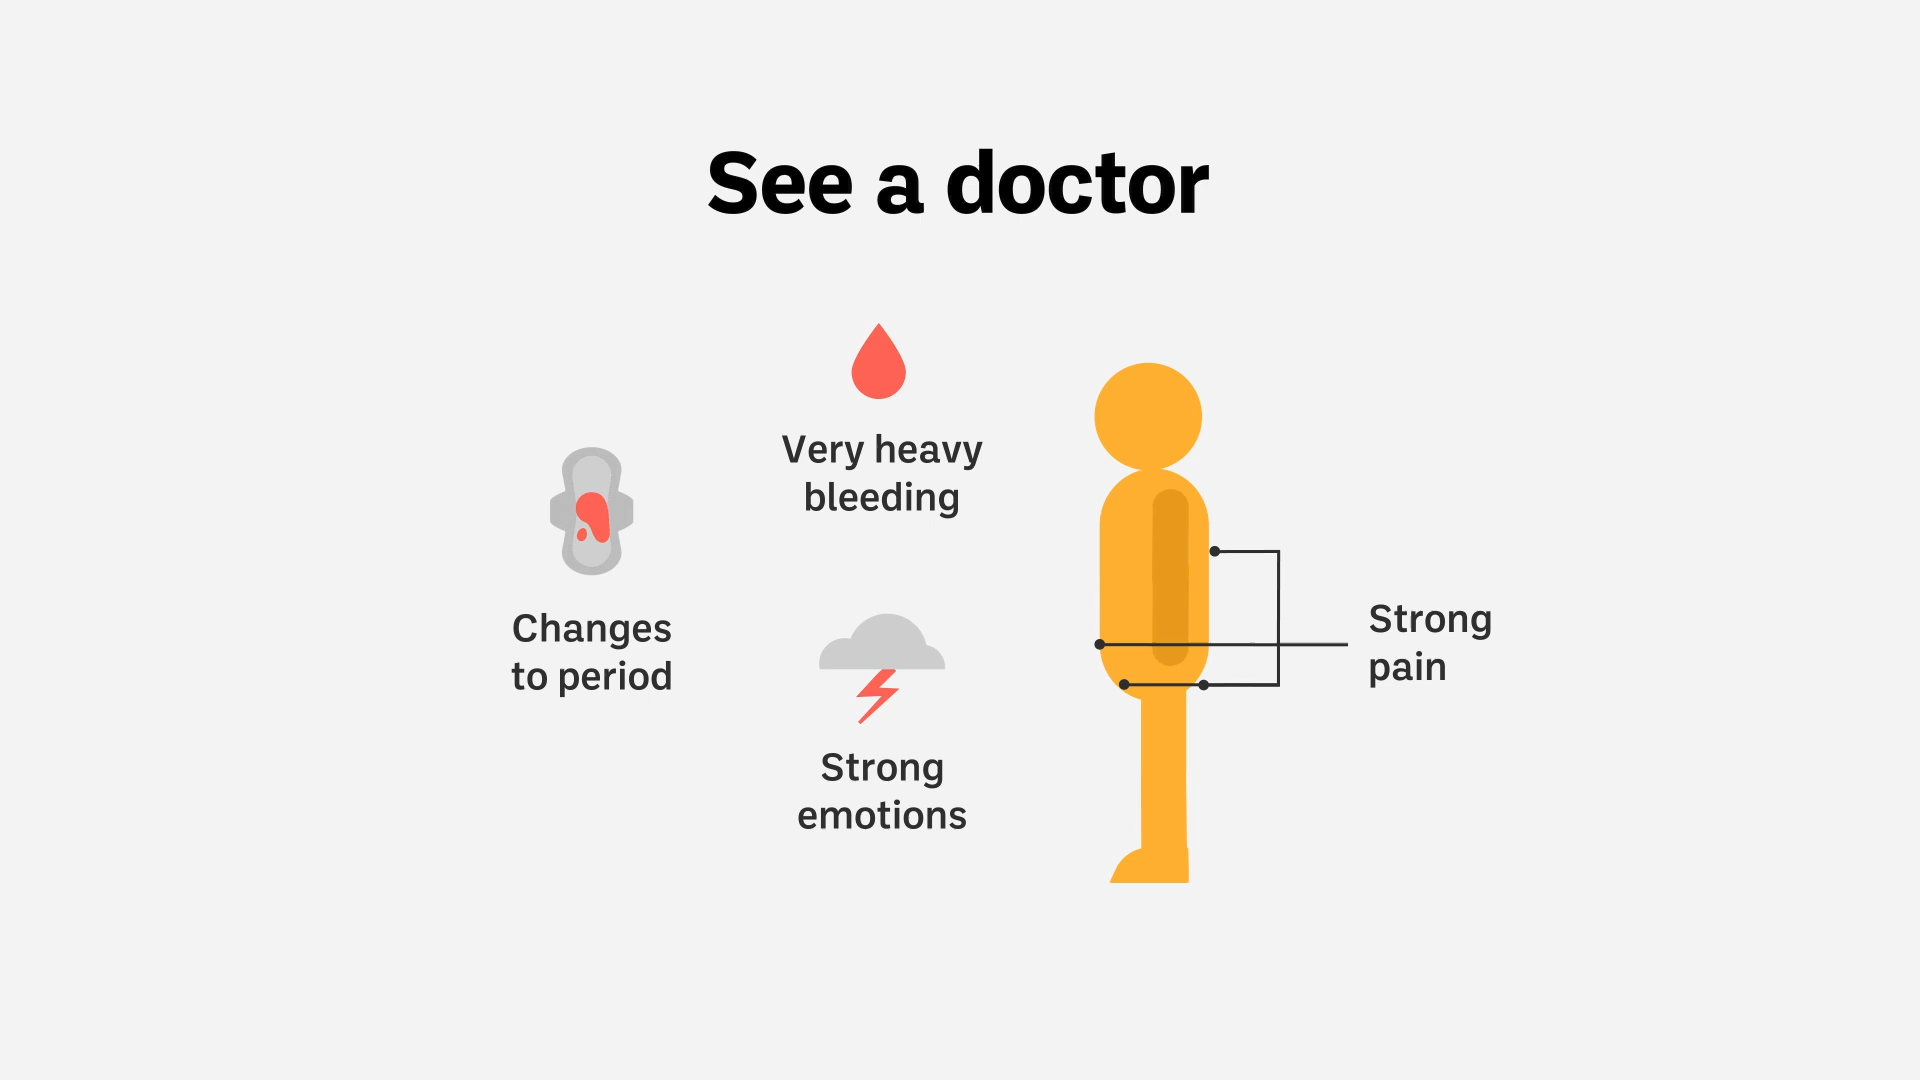 See a doctor
Very heavy
bleeding
Changes
to period
Strong
emotions
Strong
pain